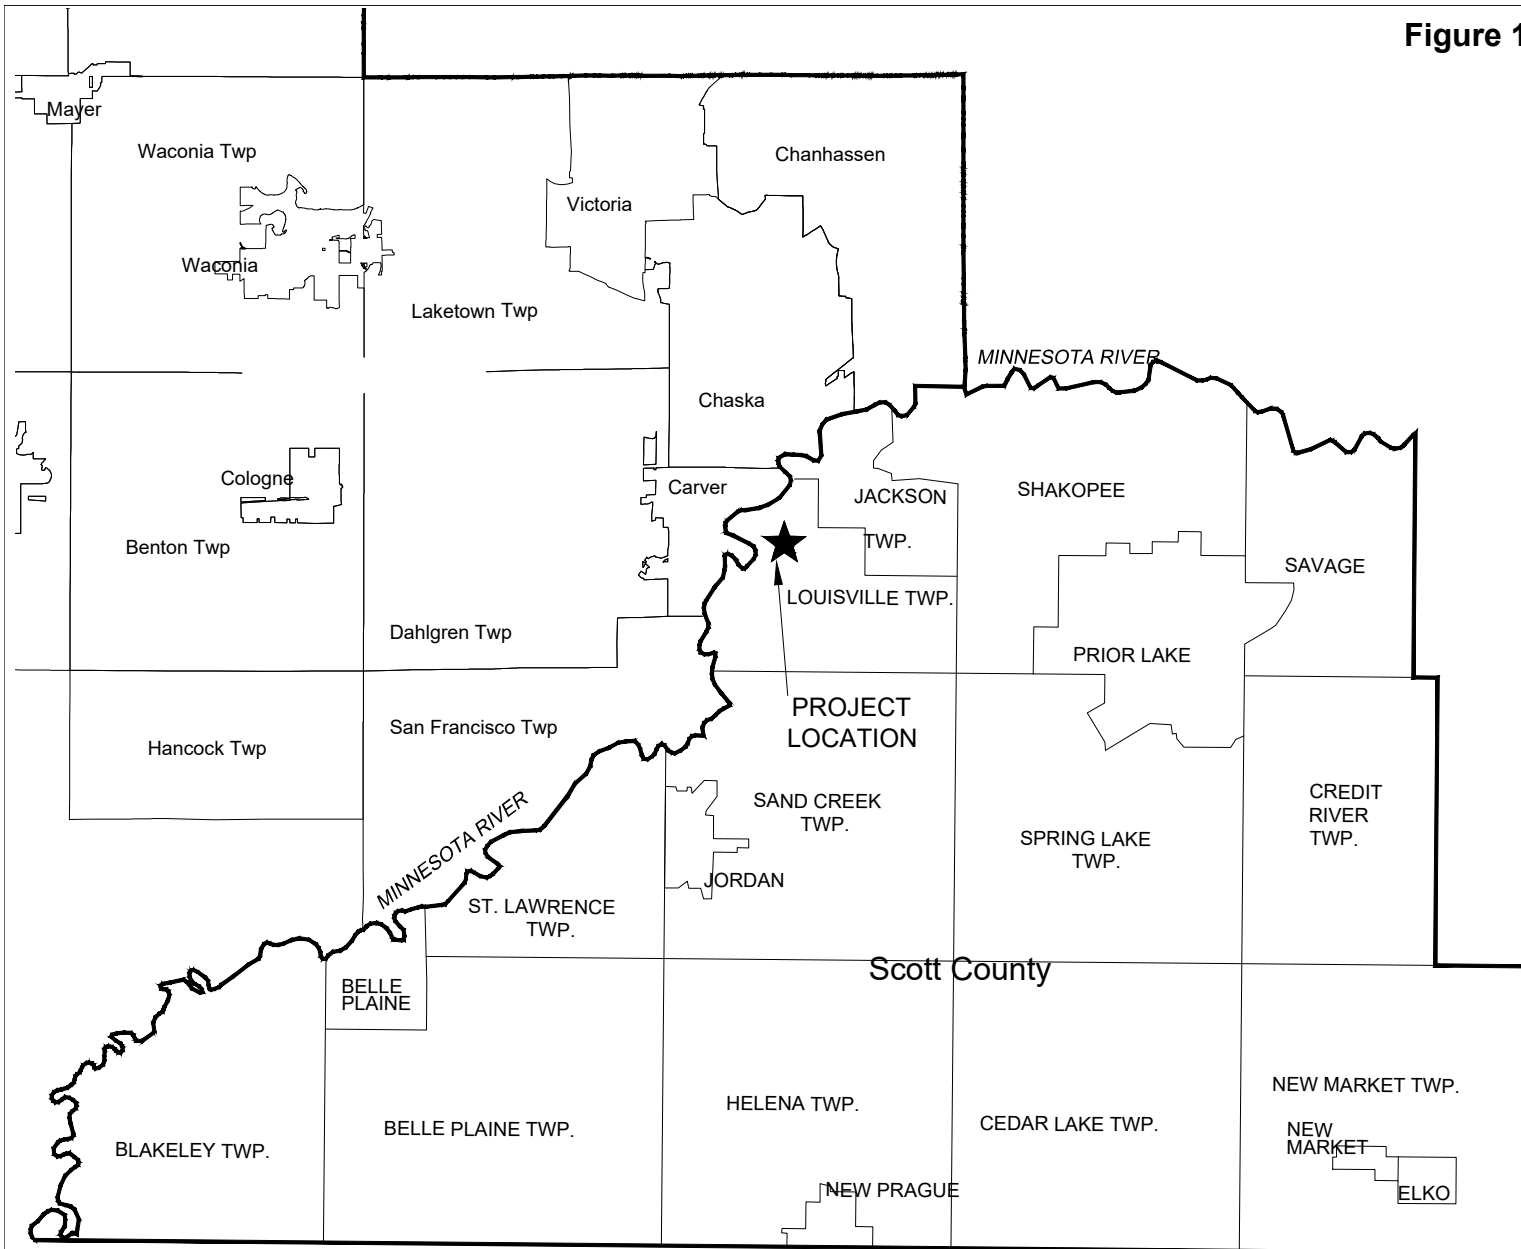 Figure 1
Mayer
Waconia Twp
Chanhassen
Victoria
Waconia
Laketown Twp
MINNESOTA RIVER
Chaska
Cologne
Carver
JACKSON
TWP.
SHAKOPEE
Benton Twp
SAVAGE
LOUISVILLE TWP.
Dahlgren Twp
PRIOR LAKE
San Francisco Twp
PROJECT
LOCATION
Hancock Twp
SAND CREEK
TWP.
CREDIT
RIVER
TWP.
SPRING LAKE
TWP.
MINNESOTA RIVER
JORDAN
ST. LAWRENCE
TWP.
Scott County
BELLE
PLAINE
NEW MARKET TWP.
HELENA TWP.
CEDAR LAKE TWP.
BELLE PLAINE TWP.
NEW
MARKET
BLAKELEY TWP.
NEW PRAGUE
ELKO